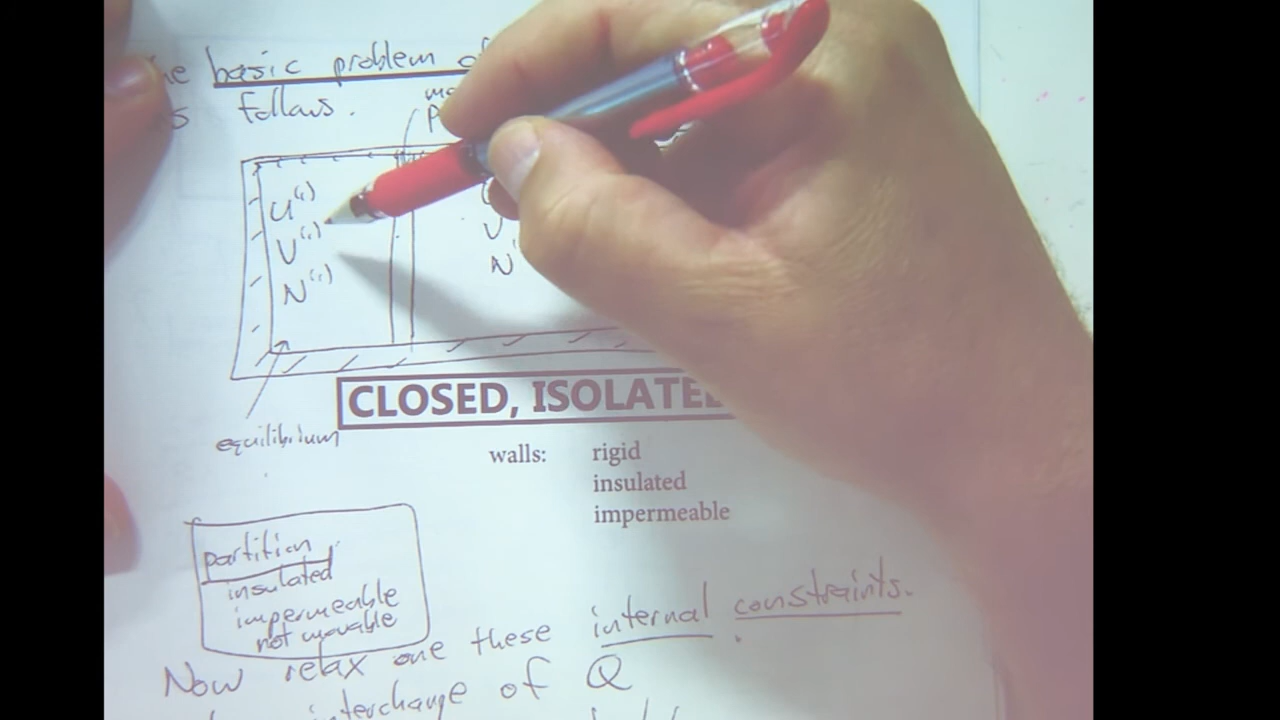 basic problem
follows.
U⁽¹⁾
V⁽¹⁾
N⁽¹⁾
V
N
CLOSED, ISOLATED
equilibrium
walls: rigid
insulated
impermeable
partition
insulated
impermeable
not movable
Now relax one these internal constraints.
interchange of Q